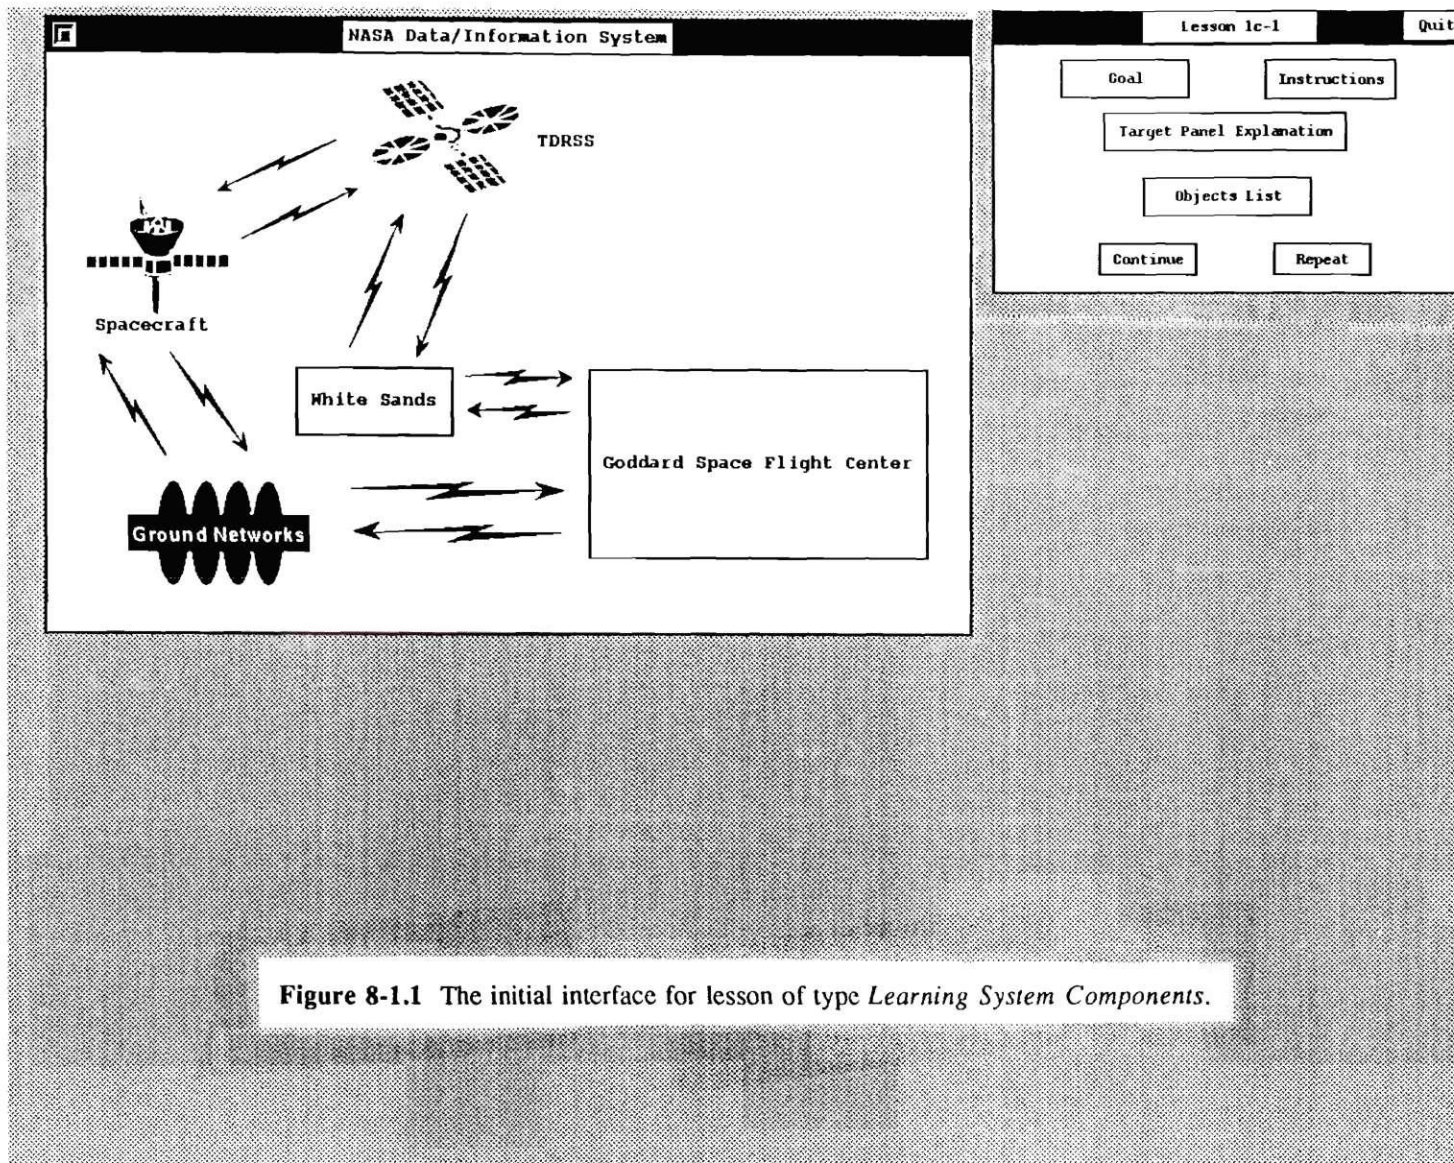 NASA Data/Information System
TDRSS
Spacecraft
White Sands
Goddard Space Flight Center
Ground Networks
Lesson 1c-1
Quit
Goal
Instructions
Target Panel Explanation
Objects List
Continue
Repeat
Figure 8-1.1 The initial interface for lesson of type Learning System Components.